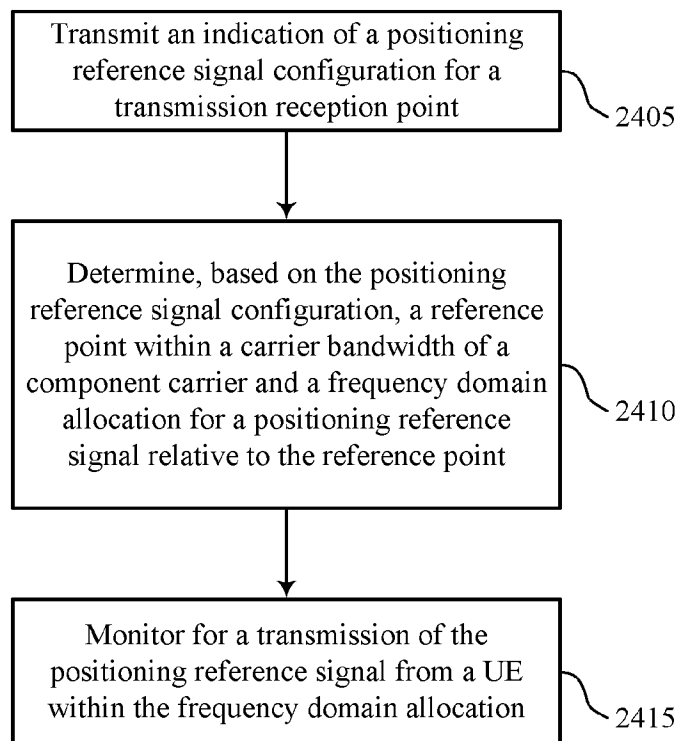 Transmit an indication of a positioning
reference signal configuration for a
transmission reception point
2405
Determine, based on the positioning
reference signal configuration, a reference
point within a carrier bandwidth of a
component carrier and a frequency domain
allocation for a positioning reference
signal relative to the reference point
2410
Monitor for a transmission of the
positioning reference signal from a UE
within the frequency domain allocation
2415